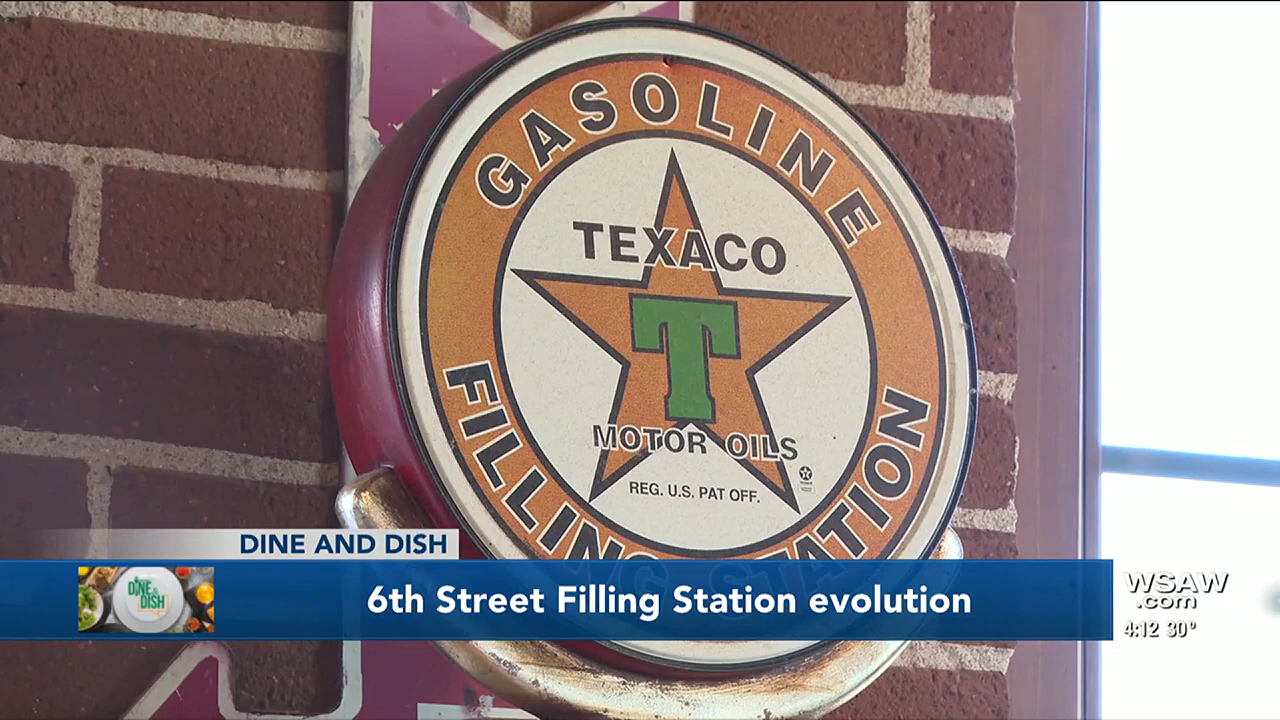 GASOLINE
TEXACO
T
MOTOR OILS
REG. U.S. PAT OFF.
FILLING STATION
DINE AND DISH
DINE & DISH
6th Street Filling Station evolution
WSAW
.com
4:12 30°